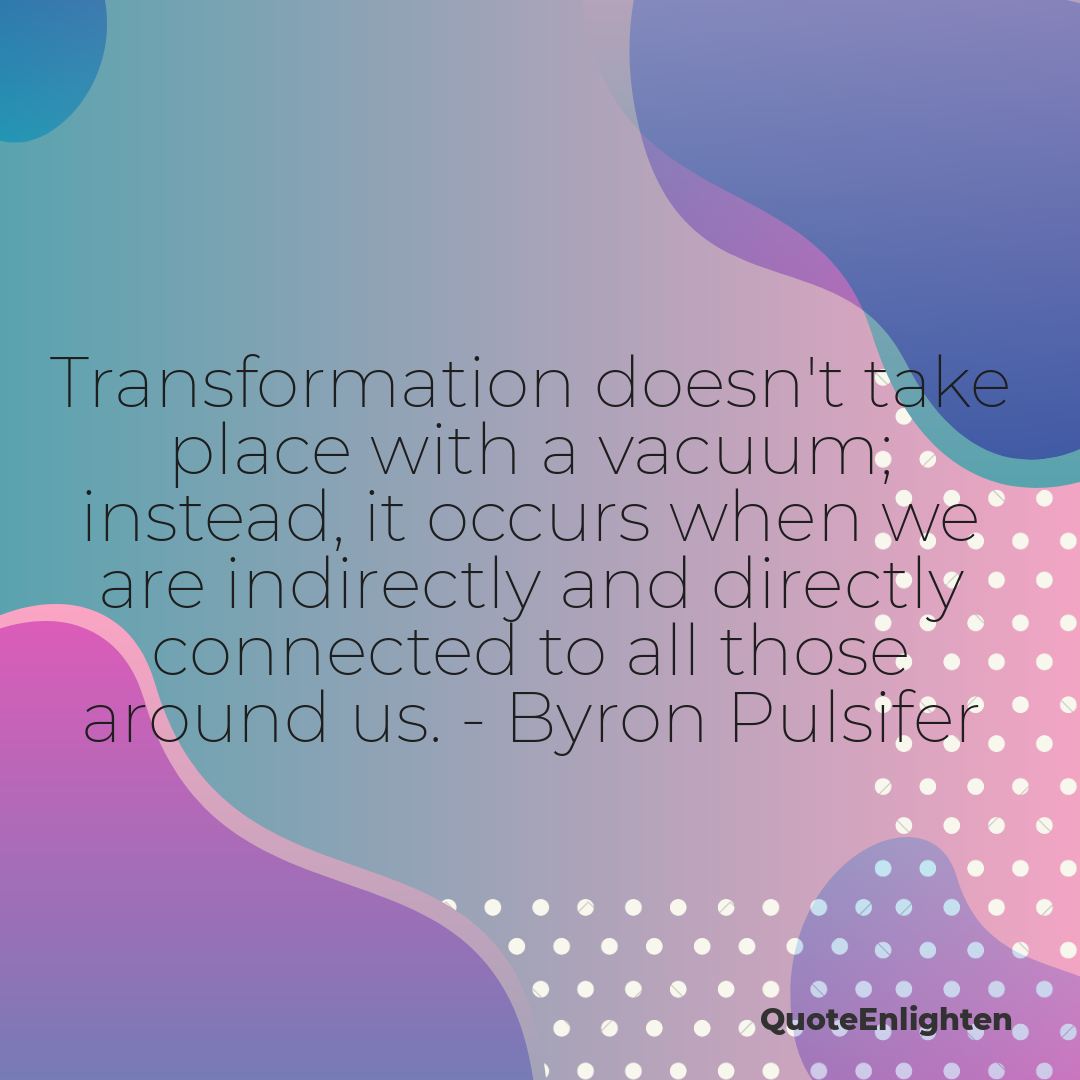 Transformation doesn't take
place with a vacuum;
instead, it occurs when we
are indirectly and directly
connected to all those
around us. - Byron Pulsifer
QuoteEnlighten